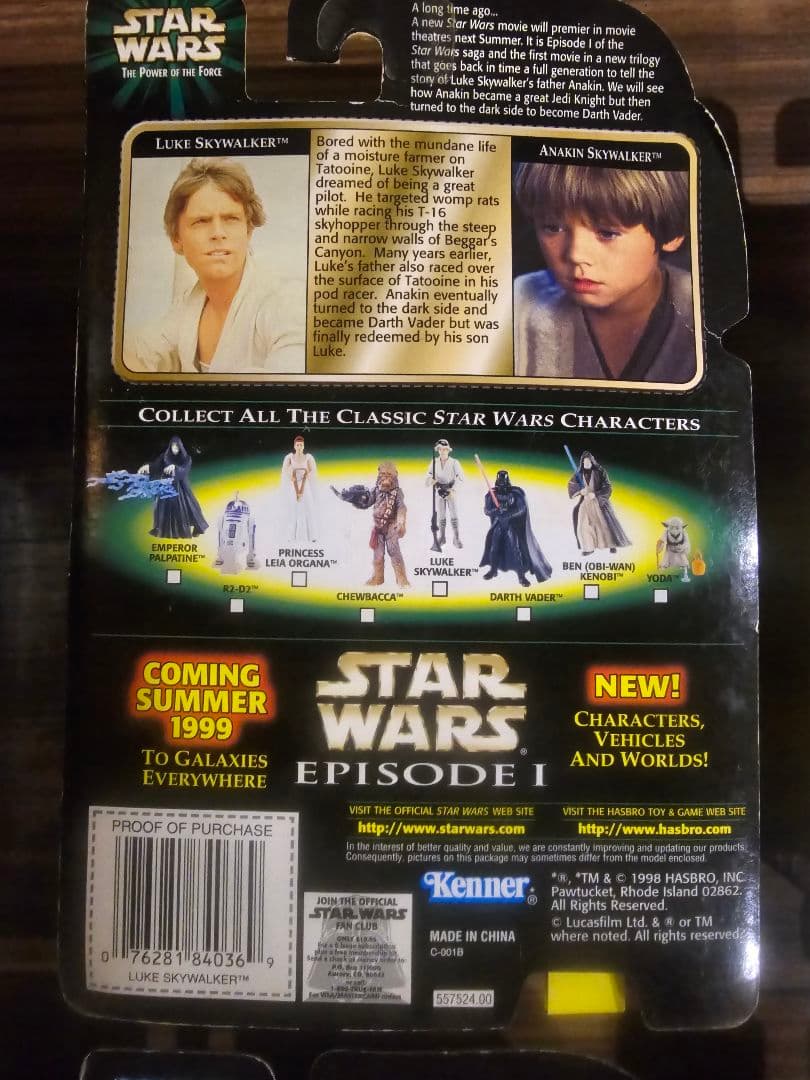 STAR
WARS
THE POWER OF THE FORCE
A long time ago...
A new Star Wars movie will premier in movie
theatres next Summer. It is Episode I of the
Star Wars saga and the first movie in a new trilogy
that goes back in time a full generation to tell the
story of Luke Skywalker's father Anakin. We will see
how Anakin became a great Jedi Knight but then
turned to the dark side to become Darth Vader.
LUKE SKYWALKER™
Bored with the mundane life
of a moisture farmer on
Tatooine, Luke Skywalker
dreamed of being a great
pilot. He targeted womp rats
while racing his T-16
skyhopper through the steep
and narrow walls of Beggar's
Canyon. Many years earlier,
Luke's father also raced over
the surface of Tatooine in his
pod racer. Anakin eventually
turned to the dark side and
became Darth Vader but was
finally redeemed by his son
Luke.
ANAKIN SKYWALKER™
COLLECT ALL THE CLASSIC STAR WARS CHARACTERS
EMPEROR
PALPATINE™
R2-D2™
PRINCESS
LEIA ORGANA™
CHEWBACCA™
LUKE
SKYWALKER™
DARTH VADER™
BEN (OBI-WAN)
KENOBI™
YODA™
COMING
SUMMER
1999
TO GALAXIES
EVERYWHERE
STAR
WARS®
EPISODE I
NEW!
CHARACTERS,
VEHICLES
AND WORLDS!
VISIT THE OFFICIAL STAR WARS WEB SITE
http://www.starwars.com
VISIT THE HASBRO TOY & GAME WEB SITE
http://www.hasbro.com
In the interest of better quality and value, we are constantly improving and updating our products.
Consequently, pictures on this package may sometimes differ from the model enclosed.
PROOF OF PURCHASE
0 76281 84036 9
LUKE SKYWALKER™
JOIN THE OFFICIAL
STAR WARS
FAN CLUB
Kenner®
MADE IN CHINA
C-001B
557524.00
*®, *TM & © 1998 HASBRO, INC.
Pawtucket, Rhode Island 02862.
All Rights Reserved.
© Lucasfilm Ltd. & ® or TM
where noted. All rights reserved.